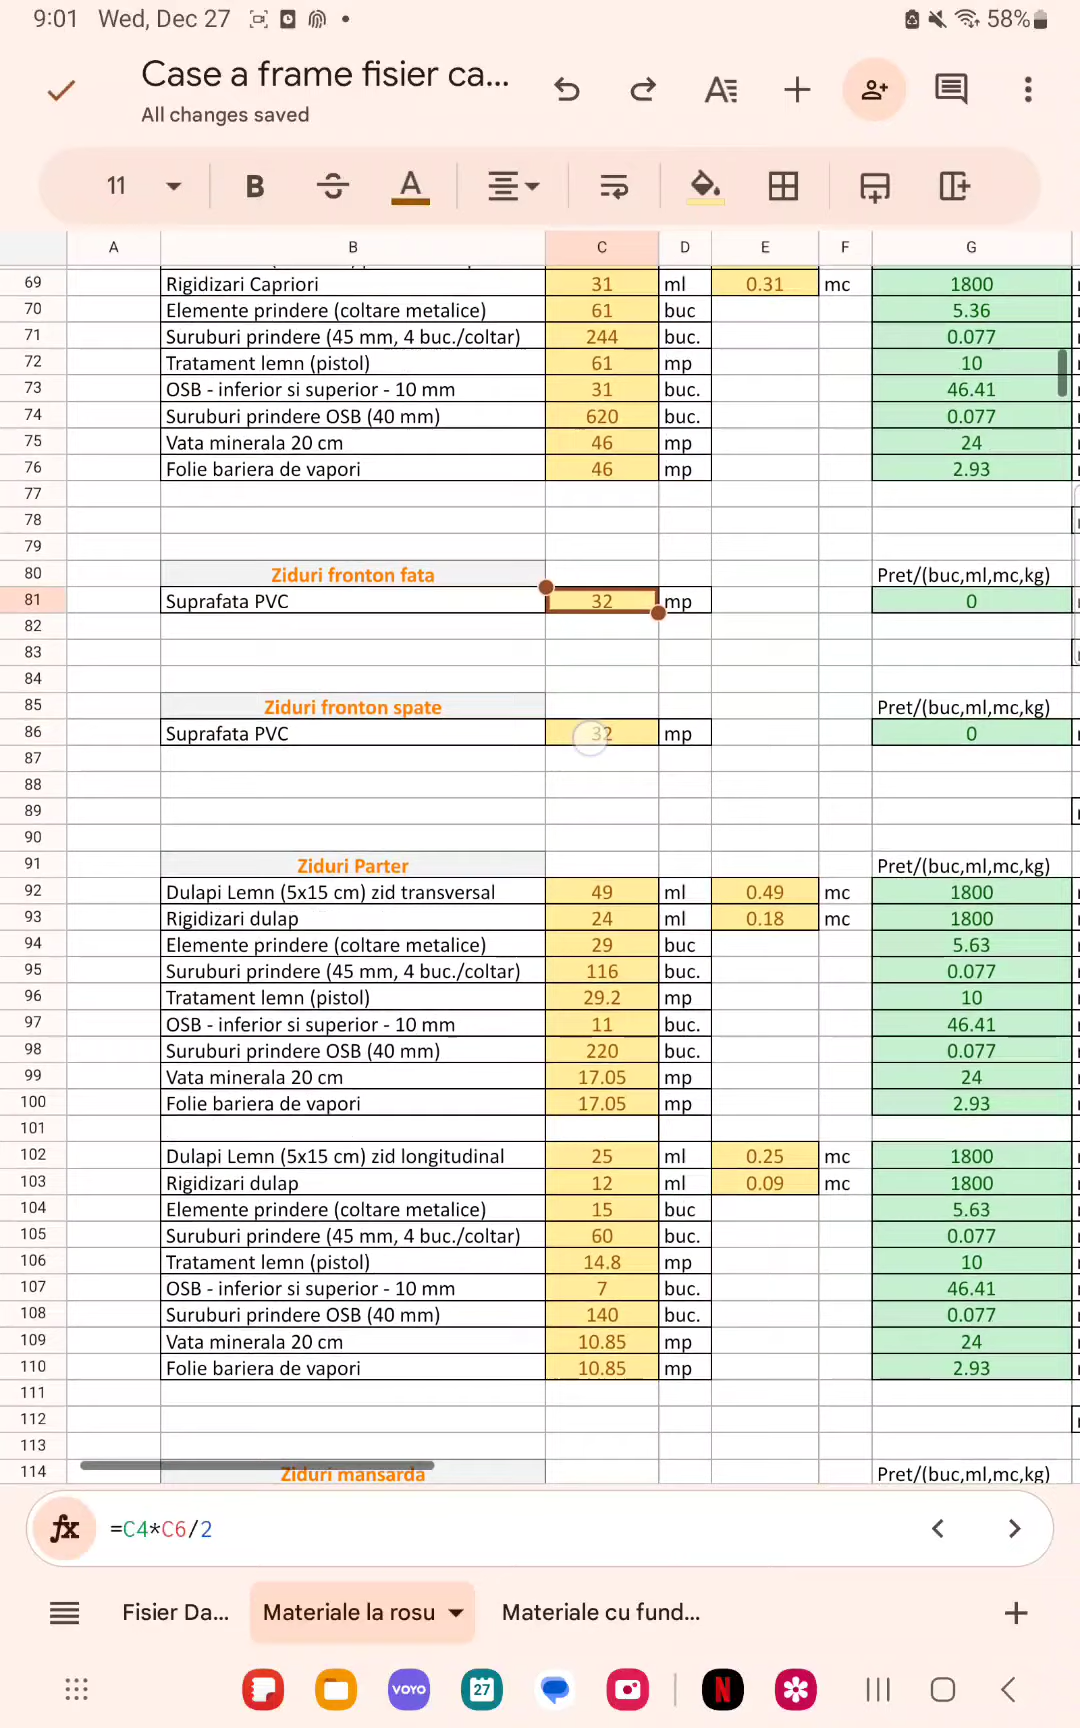 9:01 Wed, Dec 27 58%
Case a frame fisier ca...
All changes saved
11 B S A
A B C D E F G
69 Rigidizari Capriori 31 ml 0.31 mc 1800
70 Elemente prindere (coltare metalice) 61 buc 5.36
71 Suruburi prindere (45 mm, 4 buc./coltar) 244 buc. 0.077
72 Tratament lemn (pistol) 61 mp 10
73 OSB - inferior si superior - 10 mm 31 buc. 46.41
74 Suruburi prindere OSB (40 mm) 620 buc. 0.077
75 Vata minerala 20 cm 46 mp 24
76 Folie bariera de vapori 46 mp 2.93
77
78
79
80 Ziduri fronton fata Pret/(buc,ml,mc,kg)
81 Suprafata PVC 32 mp 0
82
83
84
85 Ziduri fronton spate Pret/(buc,ml,mc,kg)
86 Suprafata PVC 32 mp 0
87
88
89
90
91 Ziduri Parter Pret/(buc,ml,mc,kg)
92 Dulapi Lemn (5x15 cm) zid transversal 49 ml 0.49 mc 1800
93 Rigidizari dulap 24 ml 0.18 mc 1800
94 Elemente prindere (coltare metalice) 29 buc 5.63
95 Suruburi prindere (45 mm, 4 buc./coltar) 116 buc. 0.077
96 Tratament lemn (pistol) 29.2 mp 10
97 OSB - inferior si superior - 10 mm 11 buc. 46.41
98 Suruburi prindere OSB (40 mm) 220 buc. 0.077
99 Vata minerala 20 cm 17.05 mp 24
100 Folie bariera de vapori 17.05 mp 2.93
101
102 Dulapi Lemn (5x15 cm) zid longitudinal 25 ml 0.25 mc 1800
103 Rigidizari dulap 12 ml 0.09 mc 1800
104 Elemente prindere (coltare metalice) 15 buc 5.63
105 Suruburi prindere (45 mm, 4 buc./coltar) 60 buc. 0.077
106 Tratament lemn (pistol) 14.8 mp 10
107 OSB - inferior si superior - 10 mm 7 buc. 46.41
108 Suruburi prindere OSB (40 mm) 140 buc. 0.077
109 Vata minerala 20 cm 10.85 mp 24
110 Folie bariera de vapori 10.85 mp 2.93
111
112
113
114 Ziduri mansarda Pret/(buc,ml,mc,kg)
fx =C4*C6/2
Fisier Da... Materiale la rosu Materiale cu fund...
VOYO 27 N